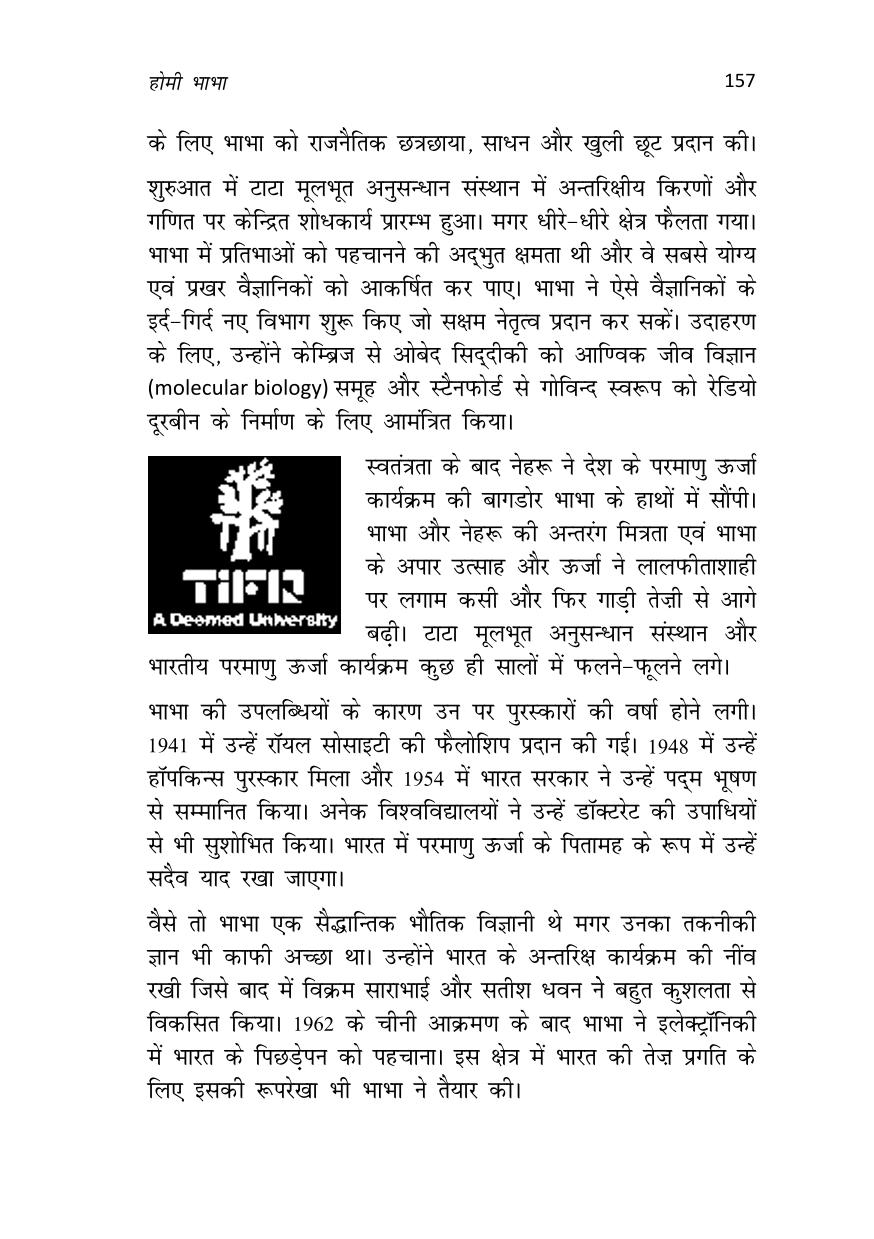 होमी भाभा 157
के लिए भाभा को राजनैतिक छत्रछाया, साधन और खुली छूट प्रदान की।
शुरुआत में टाटा मूलभूत अनुसन्धान संस्थान में अन्तरिक्षीय किरणों और
गणित पर केन्द्रित शोधकार्य प्रारम्भ हुआ। मगर धीरे-धीरे क्षेत्र फैलता गया।
भाभा में प्रतिभाओं को पहचानने की अद्‌भुत क्षमता थी और वे सबसे योग्य
एवं प्रखर वैज्ञानिकों को आकर्षित कर पाए। भाभा ने ऐसे वैज्ञानिकों के
इर्द-गिर्द नए विभाग शुरू किए जो सक्षम नेतृत्व प्रदान कर सकें। उदाहरण
के लिए, उन्होंने केम्ब्रिज से ओबेद सिद्‌दीकी को आण्विक जीव विज्ञान
(molecular biology) समूह और स्टैनफोर्ड से गोविन्द स्वरूप को रेडियो
दूरबीन के निर्माण के लिए आमंत्रित किया।
स्वतंत्रता के बाद नेहरू ने देश के परमाणु ऊर्जा
कार्यक्रम की बागडोर भाभा के हाथों में सौंपी।
भाभा और नेहरू की अन्तरंग मित्रता एवं भाभा
के अपार उत्साह और ऊर्जा ने लालफीताशाही
पर लगाम कसी और फिर गाड़ी तेज़ी से आगे
बढ़ी। टाटा मूलभूत अनुसन्धान संस्थान और
भारतीय परमाणु ऊर्जा कार्यक्रम कुछ ही सालों में फलने-फूलने लगे।
TIFR
A Deemed University
भाभा की उपलब्धियों के कारण उन पर पुरस्कारों की वर्षा होने लगी।
1941 में उन्हें रॉयल सोसाइटी की फैलोशिप प्रदान की गई। 1948 में उन्हें
हॉपकिन्स पुरस्कार मिला और 1954 में भारत सरकार ने उन्हें पद्‌म भूषण
से सम्मानित किया। अनेक विश्वविद्यालयों ने उन्हें डॉक्टरेट की उपाधियों
से भी सुशोभित किया। भारत में परमाणु ऊर्जा के पितामह के रूप में उन्हें
सदैव याद रखा जाएगा।
वैसे तो भाभा एक सैद्धान्तिक भौतिक विज्ञानी थे मगर उनका तकनीकी
ज्ञान भी काफी अच्छा था। उन्होंने भारत के अन्तरिक्ष कार्यक्रम की नींव
रखी जिसे बाद में विक्रम साराभाई और सतीश धवन ने बहुत कुशलता से
विकसित किया। 1962 के चीनी आक्रमण के बाद भाभा ने इलेक्ट्रॉनिकी
में भारत के पिछड़ेपन को पहचाना। इस क्षेत्र में भारत की तेज़ प्रगति के
लिए इसकी रूपरेखा भी भाभा ने तैयार की।